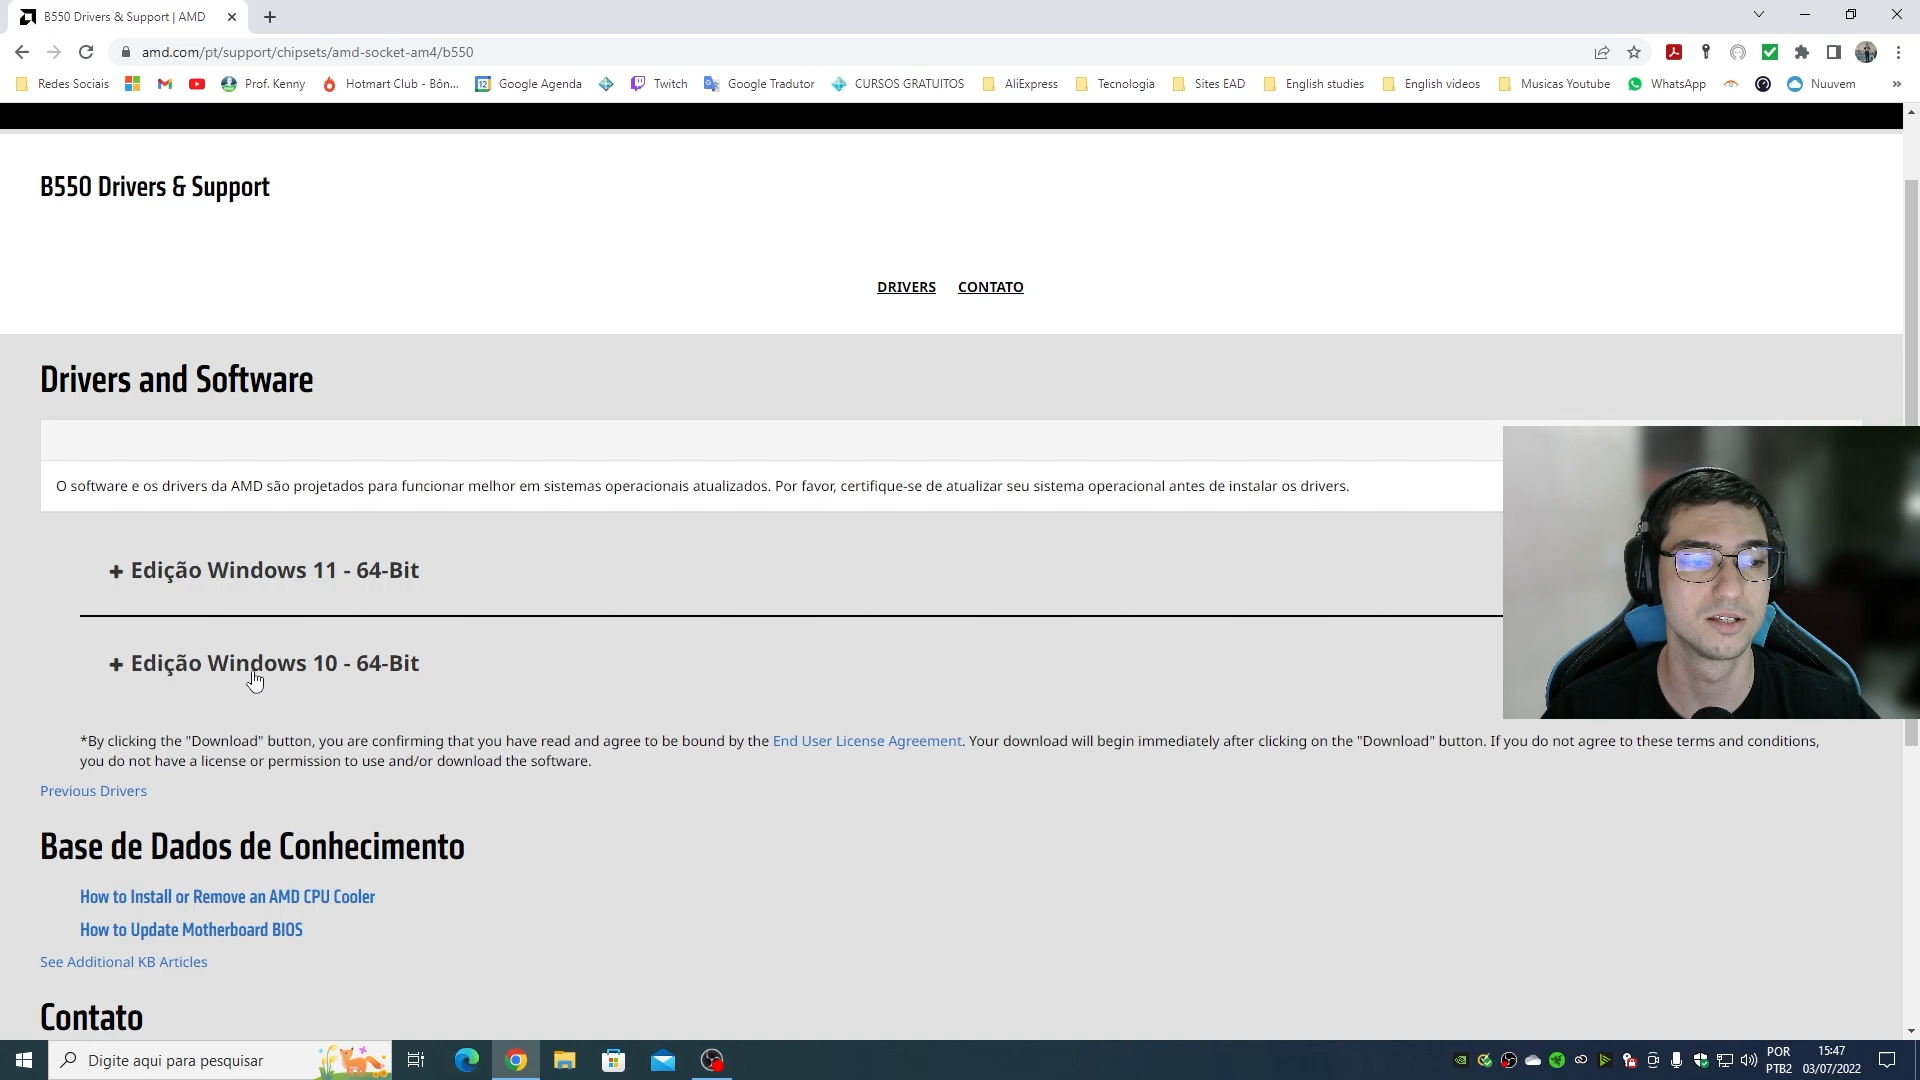 B550 Drivers & Support | AMD
amd.com/pt/support/chipsets/amd-socket-am4/b550
Redes Sociais
Prof. Kenny
Hotmart Club - Bôn...
12
Google Agenda
Twitch
Google Tradutor
CURSOS GRATUITOS
AliExpress
Tecnologia
Sites EAD
English studies
English videos
Musicas Youtube
WhatsApp
Nuuvem
B550 Drivers & Support
DRIVERS
CONTATO
Drivers and Software
O software e os drivers da AMD são projetados para funcionar melhor em sistemas operacionais atualizados. Por favor, certifique-se de atualizar seu sistema operacional antes de instalar os drivers.
+ Edição Windows 11 - 64-Bit
+ Edição Windows 10 - 64-Bit
*By clicking the "Download" button, you are confirming that you have read and agree to be bound by the End User License Agreement. Your download will begin immediately after clicking on the "Download" button. If you do not agree to these terms and conditions,
you do not have a license or permission to use and/or download the software.
Previous Drivers
Base de Dados de Conhecimento
How to Install or Remove an AMD CPU Cooler
How to Update Motherboard BIOS
See Additional KB Articles
Contato
Digite aqui para pesquisar
POR
PTB2
15:47
03/07/2022